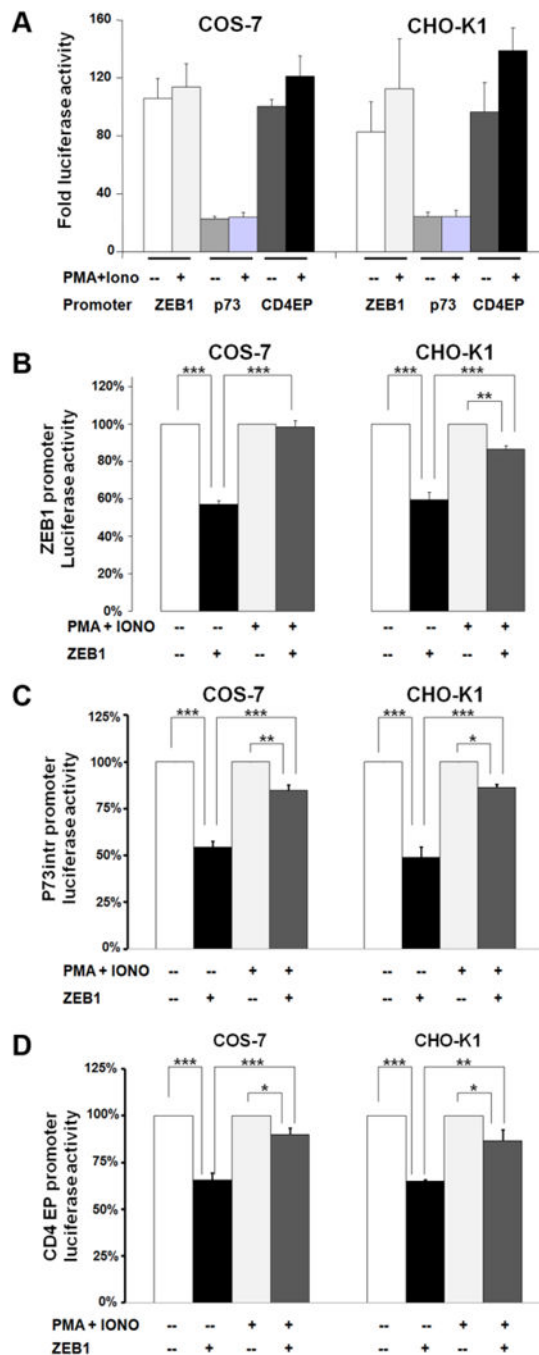 A
COS-7 CHO-K1
Fold luciferase activity
160
120
80
40
0
PMA+Iono -- + -- + -- + -- + -- + -- +
Promoter ZEB1 p73 CD4EP ZEB1 p73 CD4EP
B
COS-7 CHO-K1
ZEB1 promoter
Luciferase activity
120%
100%
80%
60%
40%
20%
0%
*** *** *** *** **
PMA + IONO -- -- + + -- -- + +
ZEB1 -- + -- + -- + -- +
C
COS-7 CHO-K1
P73intr promoter
luciferase activity
125%
100%
75%
50%
25%
0%
*** *** ** *** *** *
PMA + IONO -- -- + + -- -- + +
ZEB1 -- + -- + -- + -- +
D
COS-7 CHO-K1
CD4 EP promoter
luciferase activity
125%
100%
75%
50%
25%
0%
*** *** * *** ** *
PMA + IONO -- -- + + -- -- + +
ZEB1 -- + -- + -- + -- +